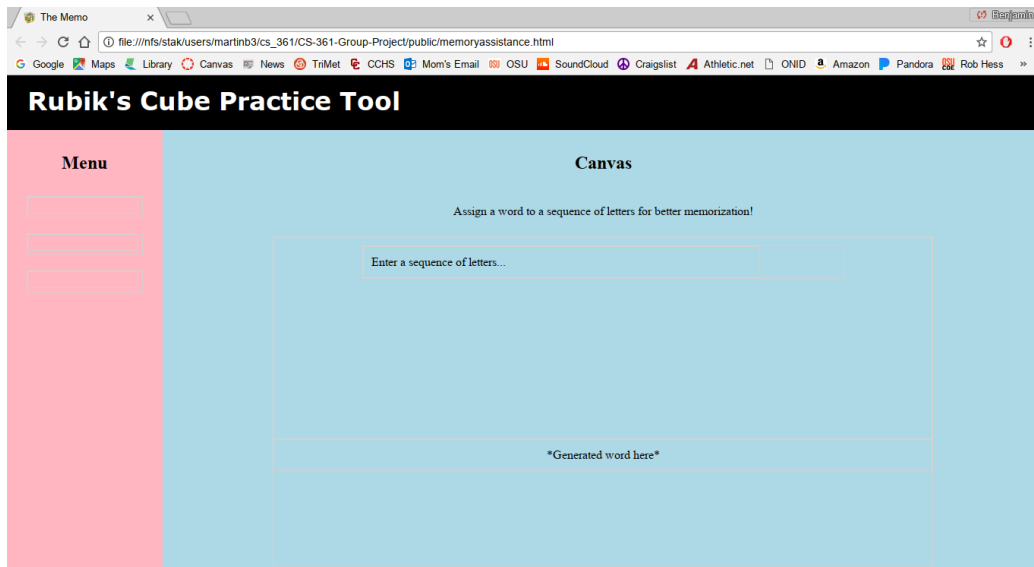 The Memo
Benjamin
file:///nfs/stak/users/martinb3/cs_361/CS-361-Group-Project/public/memoryassistance.html
Google Maps Library Canvas News TriMet CCHS Mom's Email OSU SoundCloud Craigslist Athletic.net ONID Amazon Pandora Rob Hess »
Rubik's Cube Practice Tool
Menu
Canvas
Assign a word to a sequence of letters for better memorization!
Enter a sequence of letters...
*Generated word here*